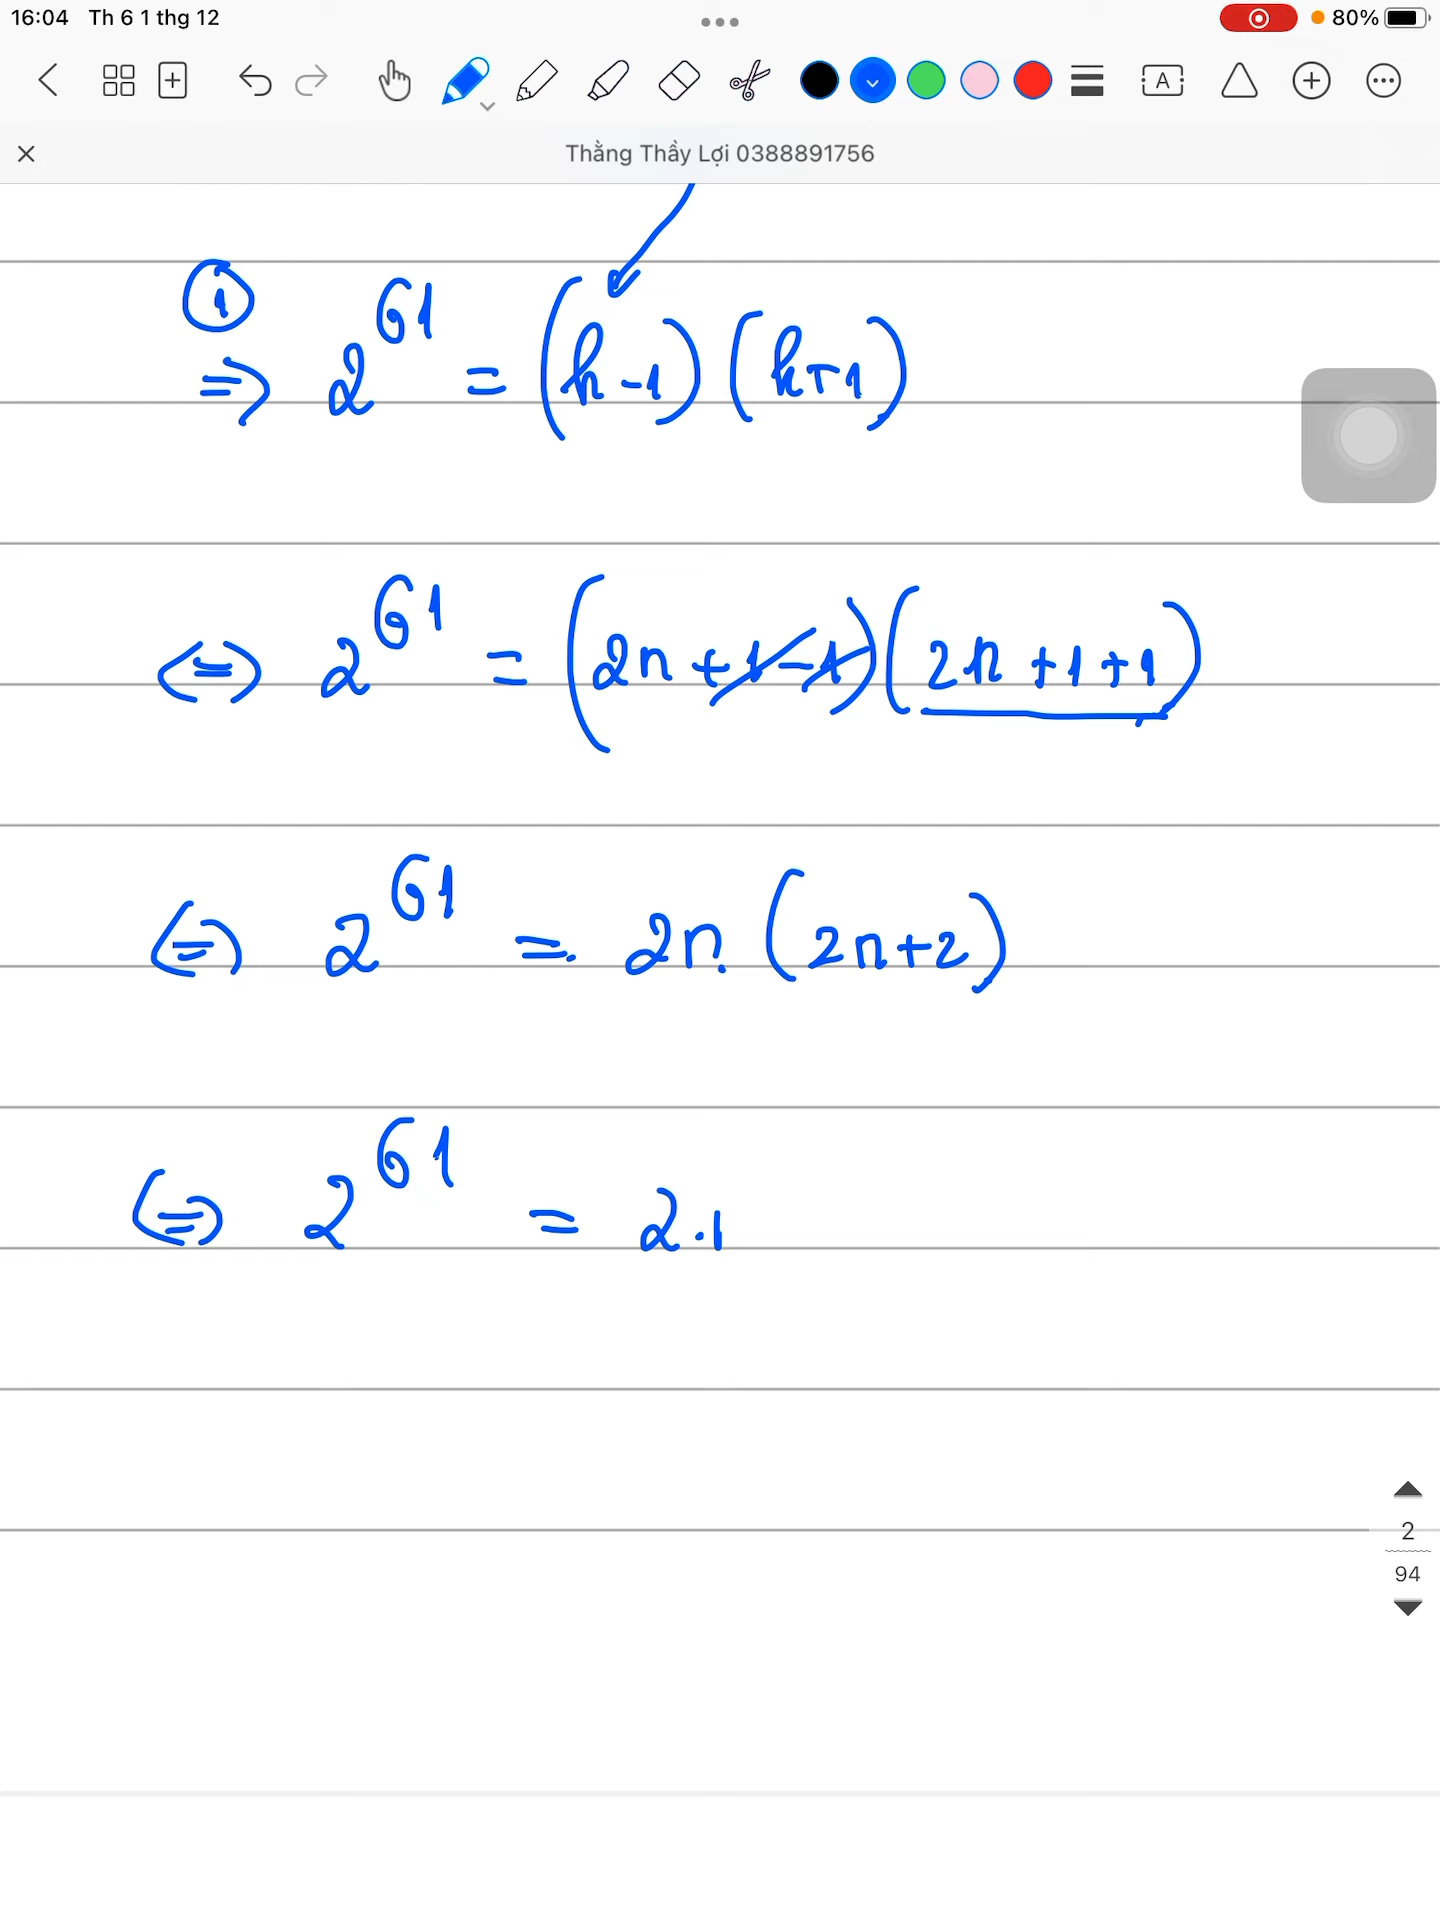 16:04 Th 6 1 thg 12 80%
A
Thằng Thầy Lợi 0388891756
1
=> 2^61 = (k-1)(k+1)
<=> 2^61 = (2n+1-1)(2n+1+1)
<=> 2^61 = 2n.(2n+2)
<=> 2^61 = 2.1
2
94